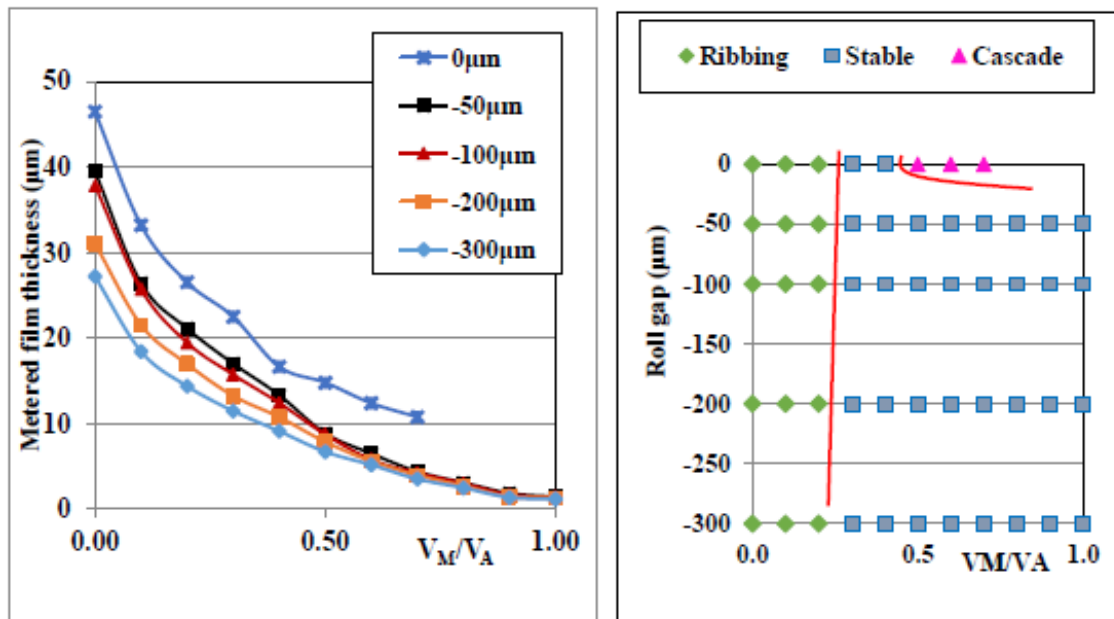 50
40
30
20
10
0
Metered film thickness (µm)
0µm
-50µm
-100µm
-200µm
-300µm
0.00
0.50
1.00
V_M/V_A
Ribbing
Stable
Cascade
0
-50
-100
-150
-200
-250
-300
Roll gap (µm)
0.0
0.5
1.0
VM/VA